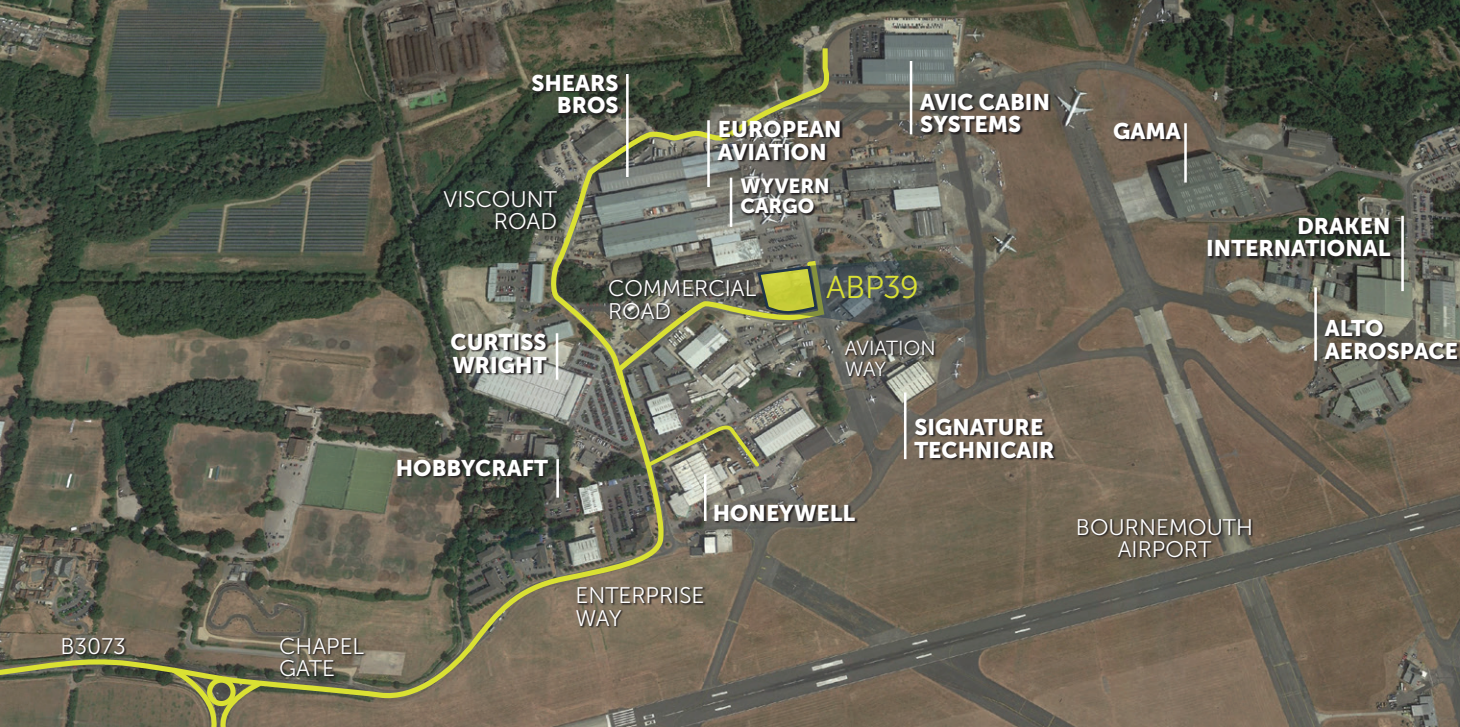 SHEARS
BROS
EUROPEAN
AVIATION
AVIC CABIN
SYSTEMS
GAMA
WYVERN
CARGO
VISCOUNT
ROAD
DRAKEN
INTERNATIONAL
COMMERCIAL
ROAD
ABP39
ALTO
AEROSPACE
CURTISS
WRIGHT
AVIATION
WAY
SIGNATURE
TECHNICAIR
HOBBYCRAFT
HONEYWELL
BOURNEMOUTH
AIRPORT
ENTERPRISE
WAY
B3073
CHAPEL
GATE